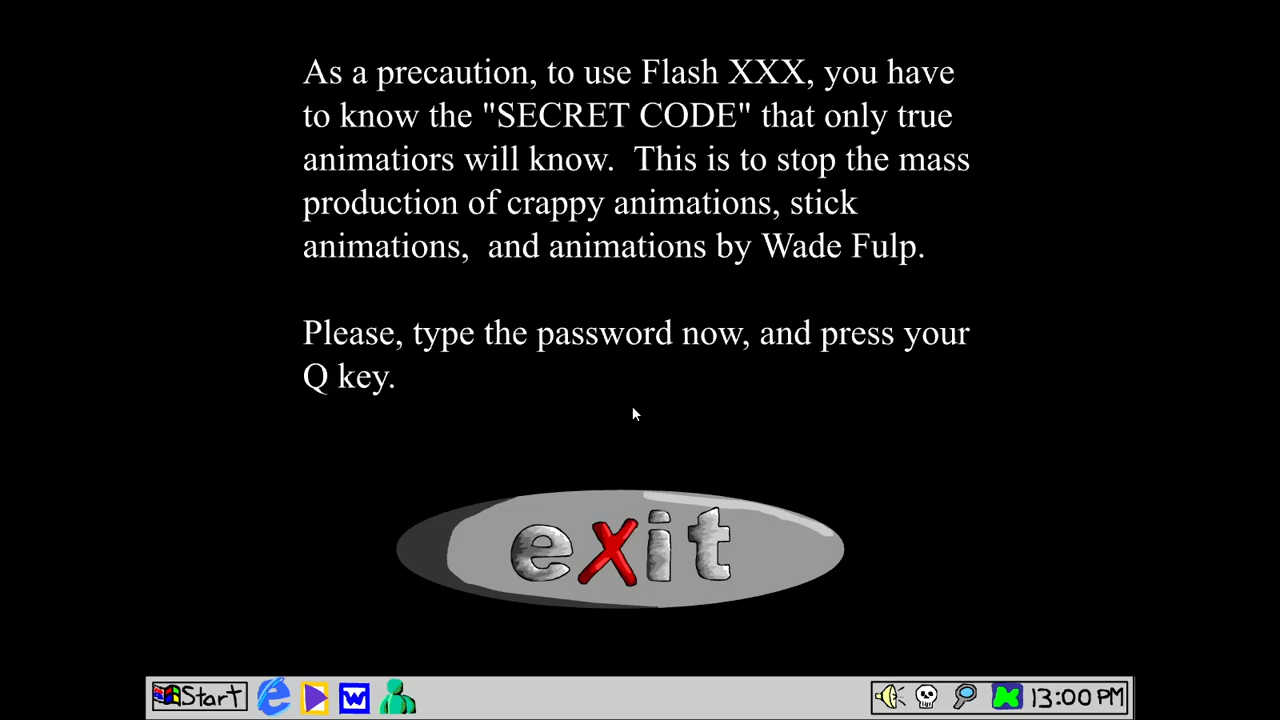 As a precaution, to use Flash XXX, you have
to know the "SECRET CODE" that only true
animatiors will know.  This is to stop the mass
production of crappy animations, stick
animations,  and animations by Wade Fulp.
Please, type the password now, and press your
Q key.
exit
Start
W
13:00 PM